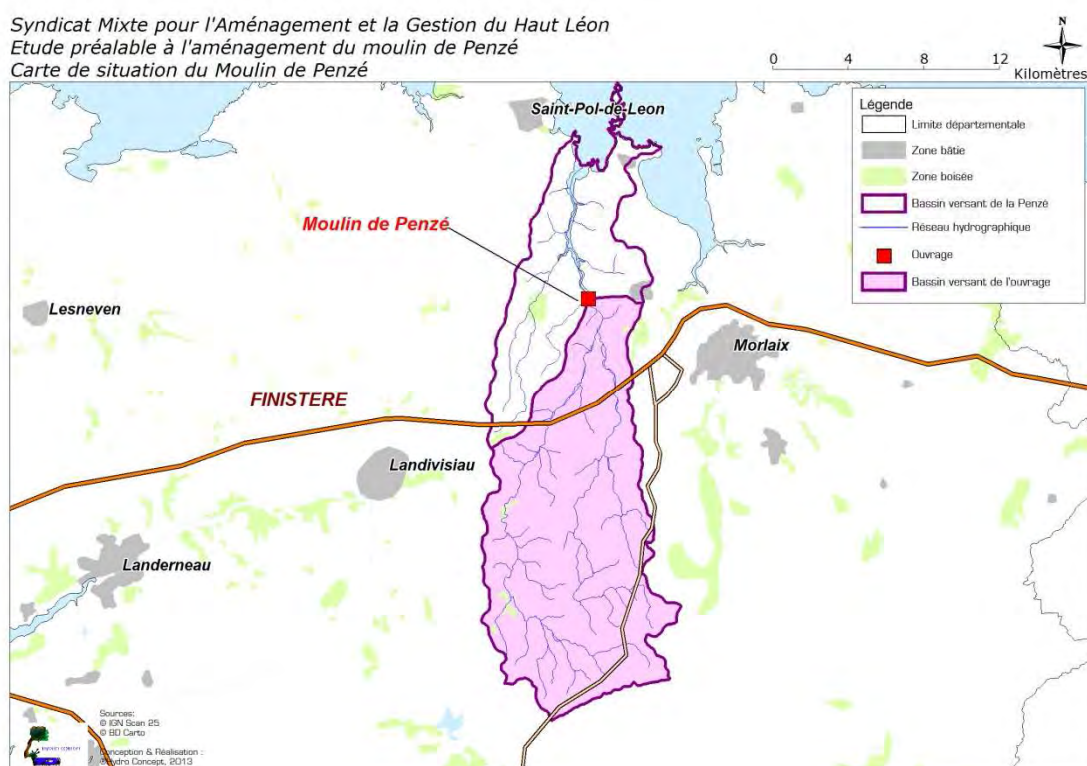 Syndicat Mixte pour l'Aménagement et la Gestion du Haut Léon
Etude préalable à l'aménagement du moulin de Penzé
Carte de situation du Moulin de Penzé
N
0 4 8 12
Kilomètres
Saint-Pol-de-Leon
Légende
Limite départementale
Zone bâtie
Zone boisée
Bassin versant de la Penzé
Réseau hydrographique
Ouvrage
Bassin versant de l'ouvrage
Moulin de Penzé
Lesneven
Morlaix
FINISTERE
Landivisiau
Landerneau
Sources:
© IGN Scan 25
© BD Carto
Conception & Réalisation :
©Hydro Concept, 2013